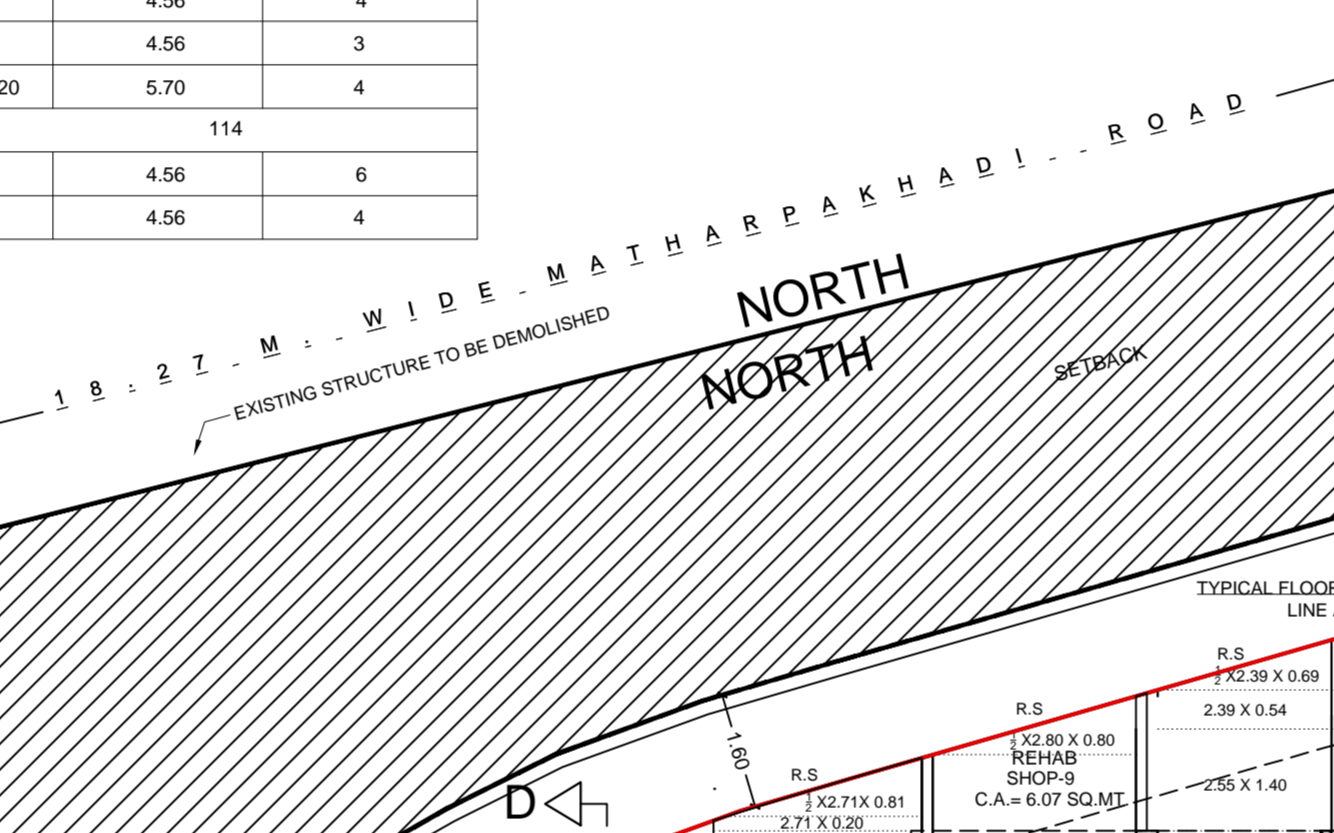 4.56 4
4.56 3
20 5.70 4
114
4.56 6
4.56 4
18.27 M. WIDE MATHARPAKHADI ROAD
EXISTING STRUCTURE TO BE DEMOLISHED
NORTH
NORTH
SETBACK
TYPICAL FLOOR
LINE
R.S
½ X2.39 X 0.69
2.39 X 0.54
2.55 X 1.40
R.S
½ X2.80 X 0.80
REHAB
SHOP-9
C.A.= 6.07 SQ.MT
1.60
R.S
½ X2.71X 0.81
2.71 X 0.20
D